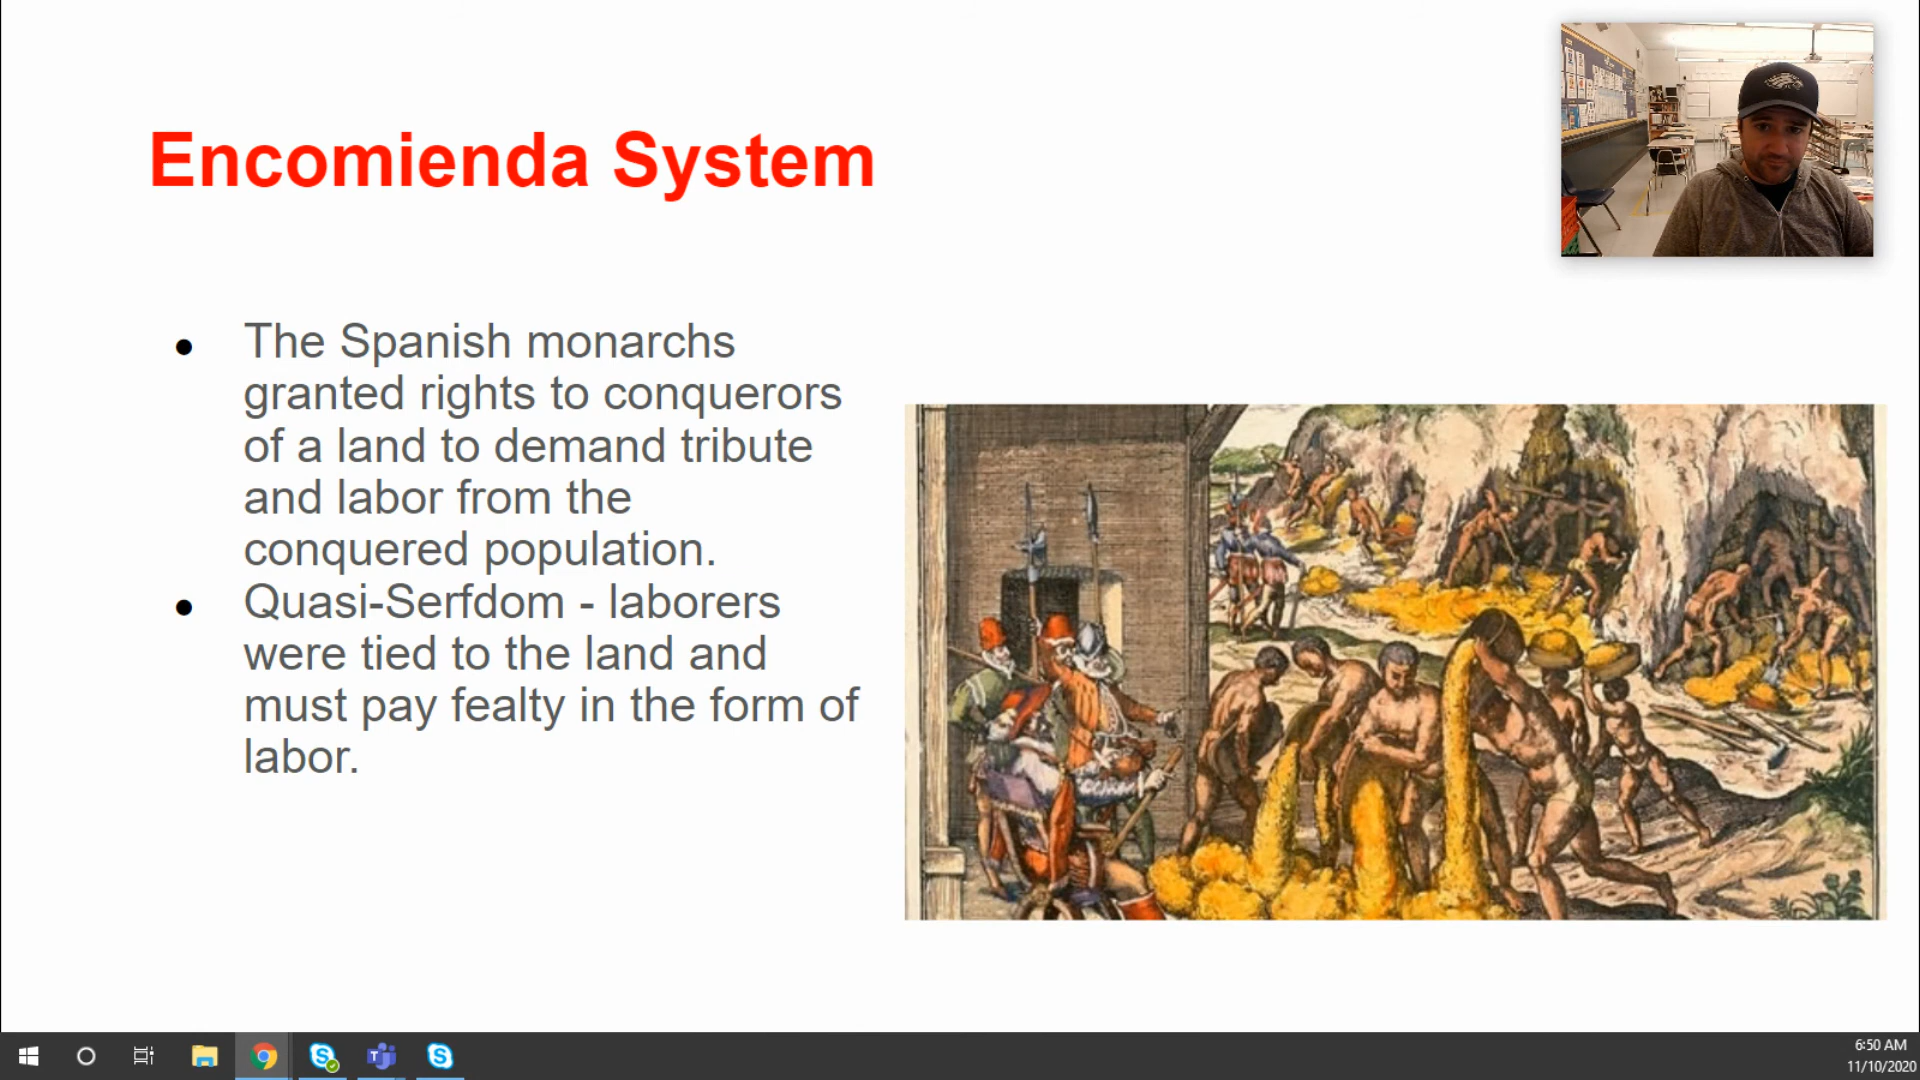 Encomienda System
● The Spanish monarchs
granted rights to conquerors
of a land to demand tribute
and labor from the
conquered population.
● Quasi-Serfdom - laborers
were tied to the land and
must pay fealty in the form of
labor.
6:50 AM
11/10/2020